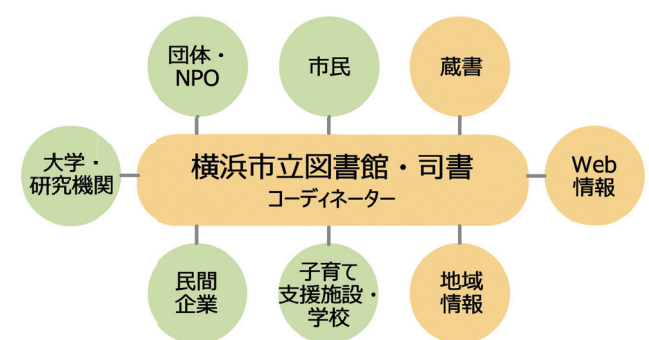 団体・
NPO
市民
蔵書
大学・
研究機関
横浜市立図書館・司書
コーディネーター
Web
情報
民間
企業
子育て
支援施設・
学校
地域
情報